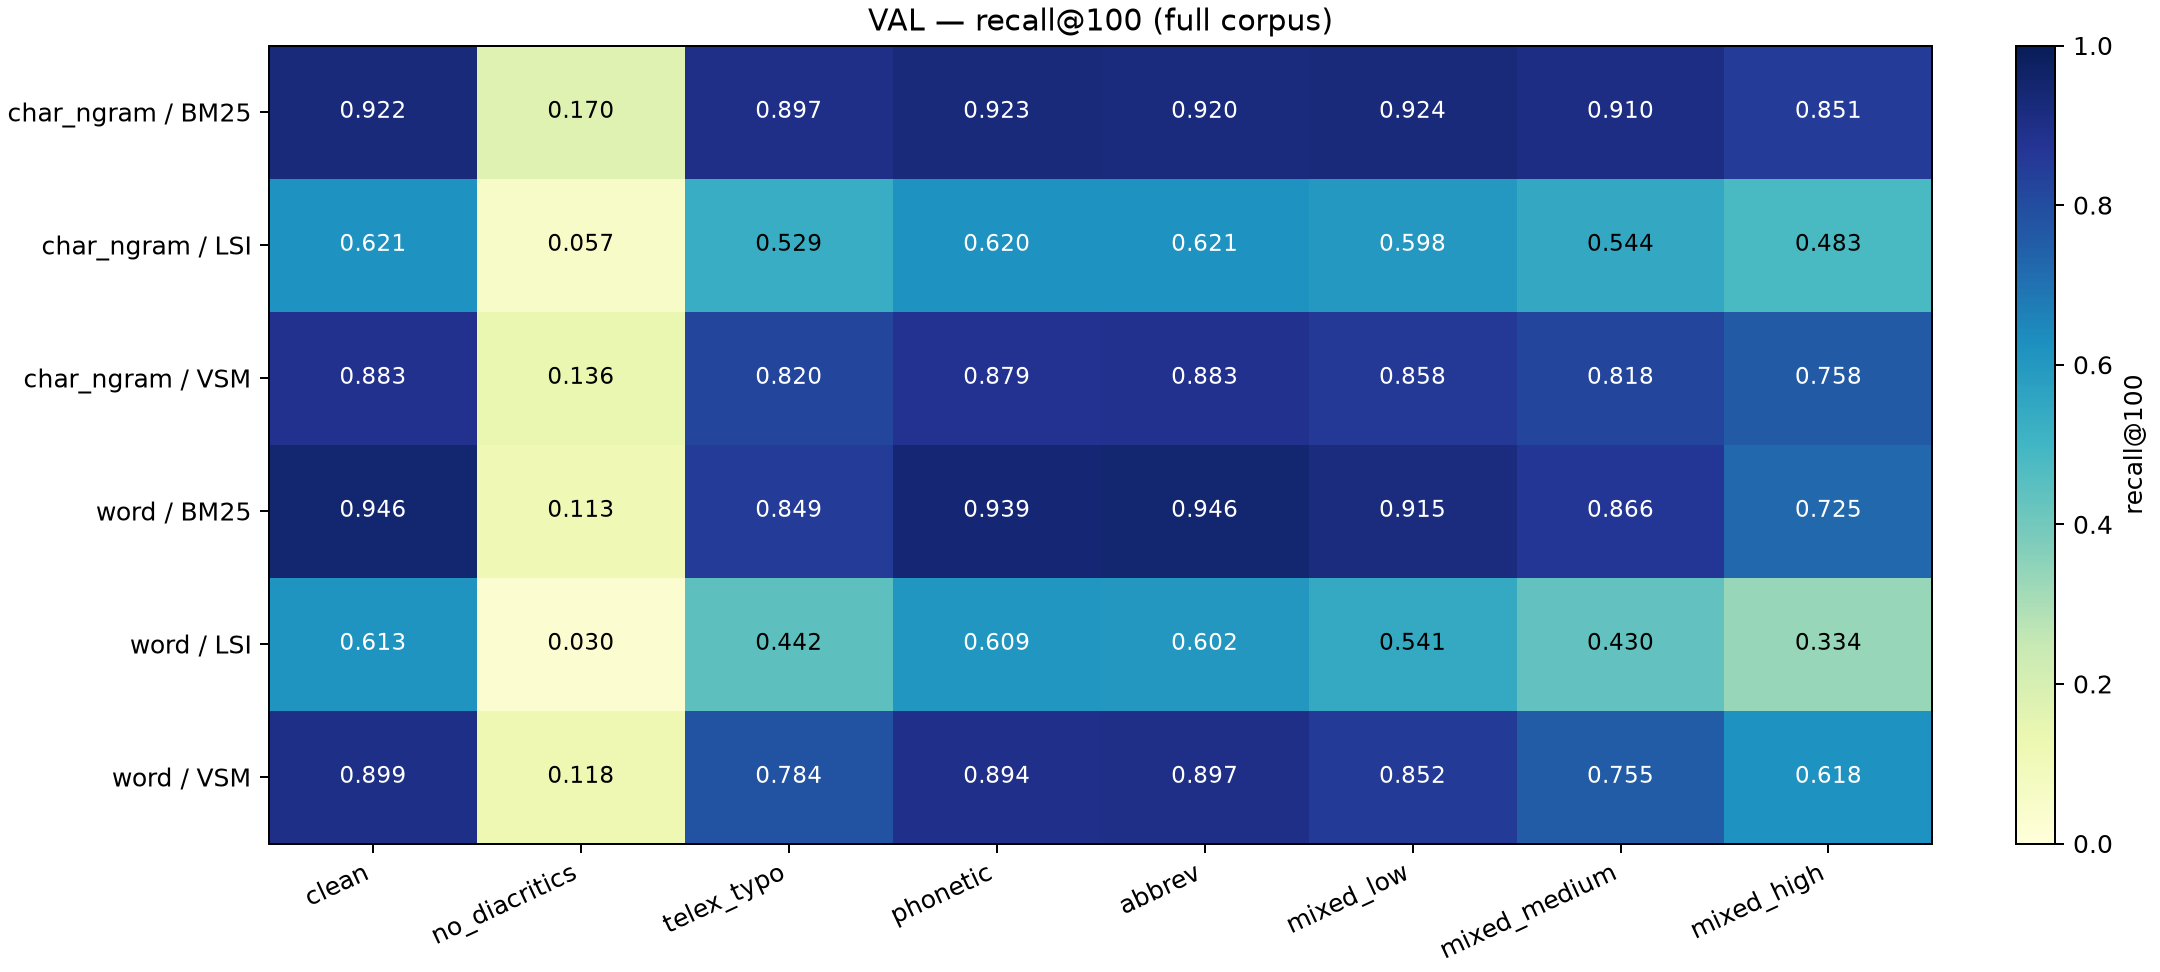 VAL — recall@100 (full corpus)
char_ngram / BM25 0.922 0.170 0.897 0.923 0.920 0.924 0.910 0.851
char_ngram / LSI 0.621 0.057 0.529 0.620 0.621 0.598 0.544 0.483
char_ngram / VSM 0.883 0.136 0.820 0.879 0.883 0.858 0.818 0.758
word / BM25 0.946 0.113 0.849 0.939 0.946 0.915 0.866 0.725
word / LSI 0.613 0.030 0.442 0.609 0.602 0.541 0.430 0.334
word / VSM 0.899 0.118 0.784 0.894 0.897 0.852 0.755 0.618
clean no_diacritics telex_typo phonetic abbrev mixed_low mixed_medium mixed_high
1.0
0.8
0.6
0.4
0.2
0.0
recall@100